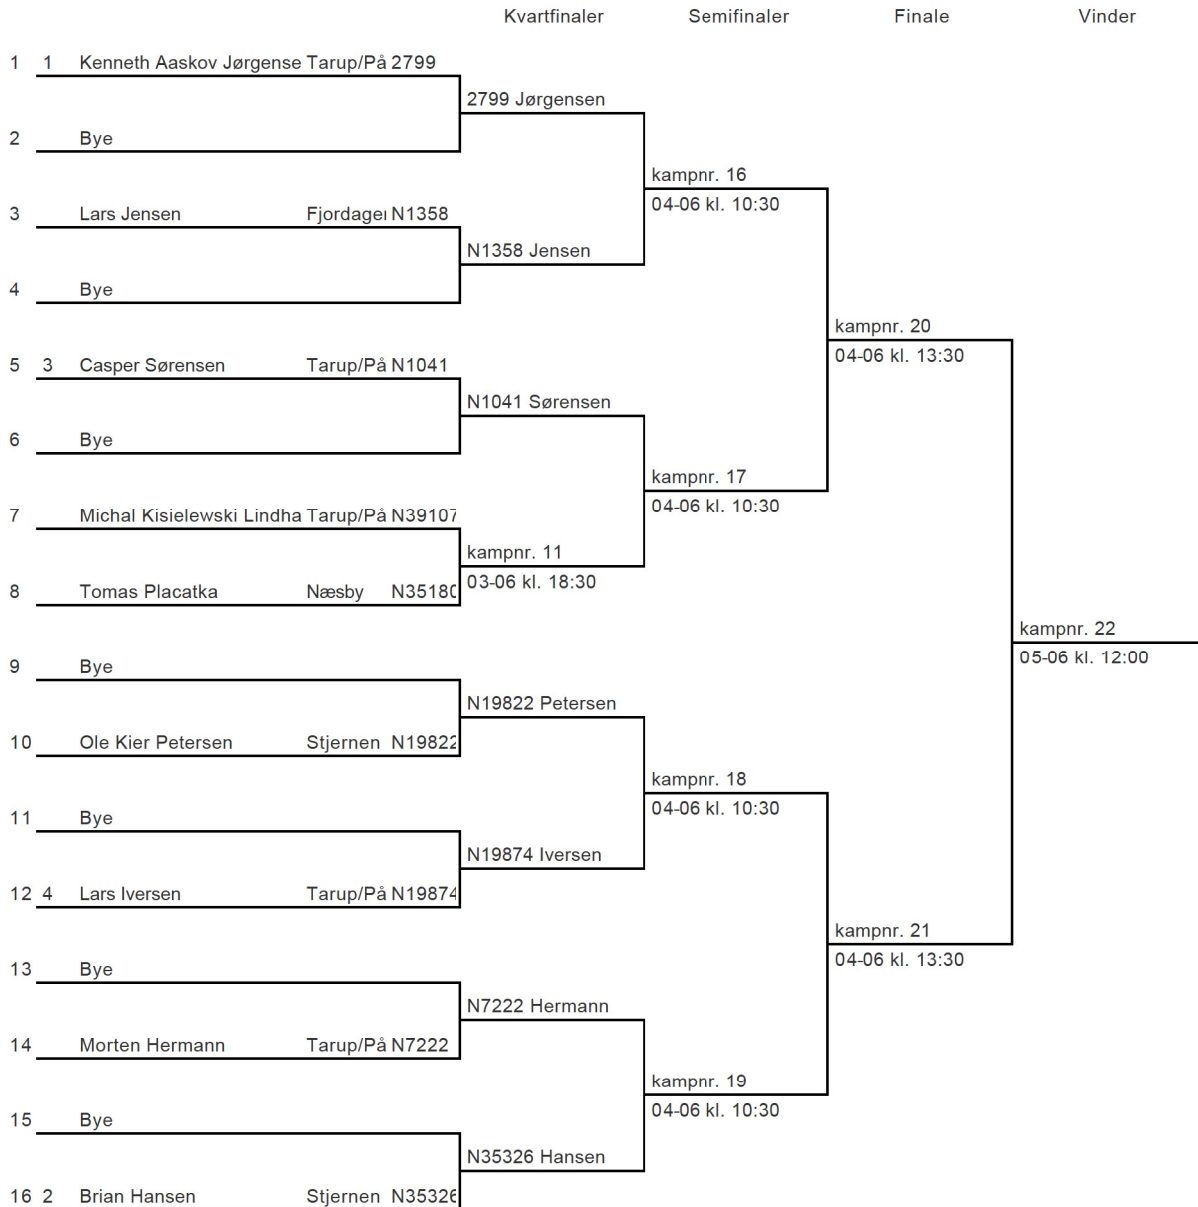 Kvartfinaler Semifinaler Finale Vinder
1 1 Kenneth Aaskov Jørgense Tarup/På 2799
2799 Jørgensen
2 Bye
kampnr. 16
04-06 kl. 10:30
3 Lars Jensen Fjordager N1358
N1358 Jensen
4 Bye
kampnr. 20
04-06 kl. 13:30
5 3 Casper Sørensen Tarup/På N1041
N1041 Sørensen
6 Bye
kampnr. 17
04-06 kl. 10:30
7 Michal Kisielewski Lindha Tarup/På N39107
kampnr. 11
03-06 kl. 18:30
8 Tomas Placatka Næsby N35180
kampnr. 22
05-06 kl. 12:00
9 Bye
N19822 Petersen
10 Ole Kier Petersen Stjernen N19822
kampnr. 18
04-06 kl. 10:30
11 Bye
N19874 Iversen
12 4 Lars Iversen Tarup/På N19874
kampnr. 21
04-06 kl. 13:30
13 Bye
N7222 Hermann
14 Morten Hermann Tarup/På N7222
kampnr. 19
04-06 kl. 10:30
15 Bye
N35326 Hansen
16 2 Brian Hansen Stjernen N35326